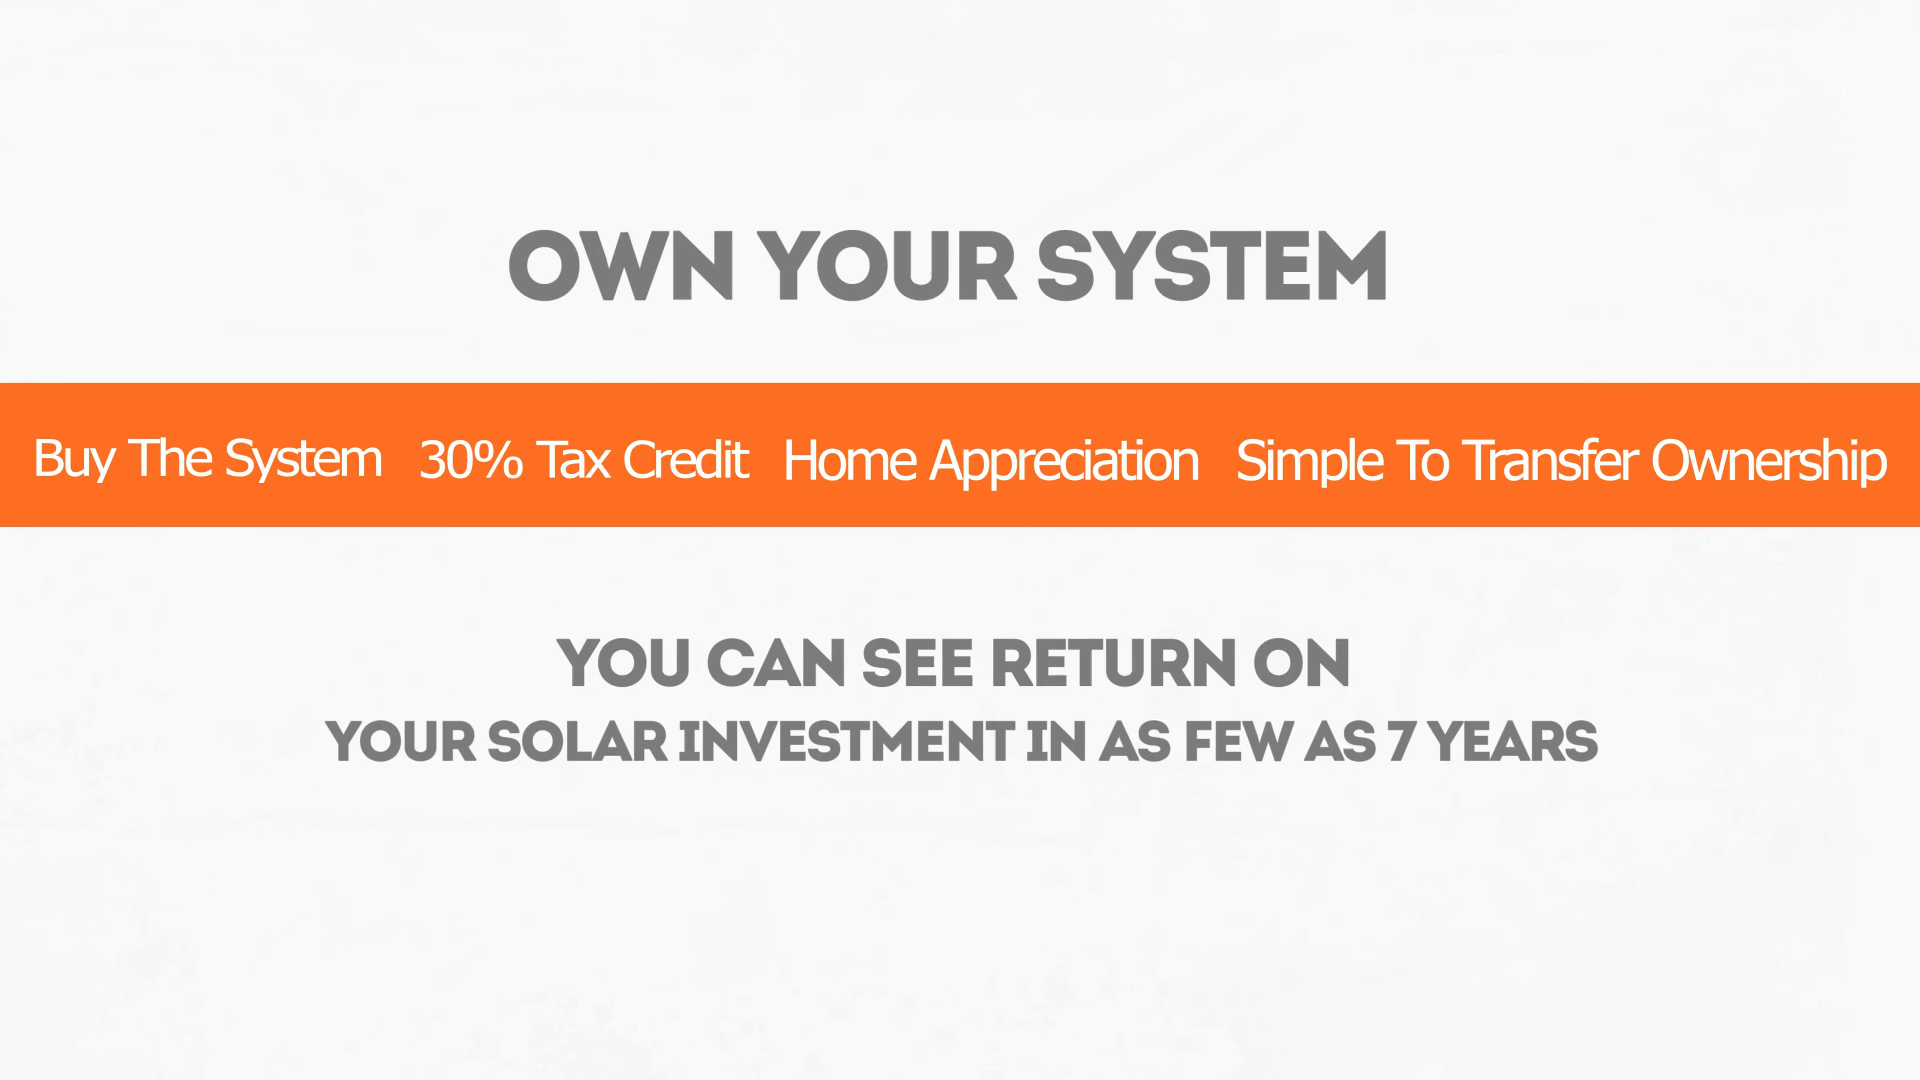 OWN YOUR SYSTEM
Buy The System 30% Tax Credit Home Appreciation Simple To Transfer Ownership
YOU CAN SEE RETURN ON
YOUR SOLAR INVESTMENT IN AS FEW AS 7 YEARS